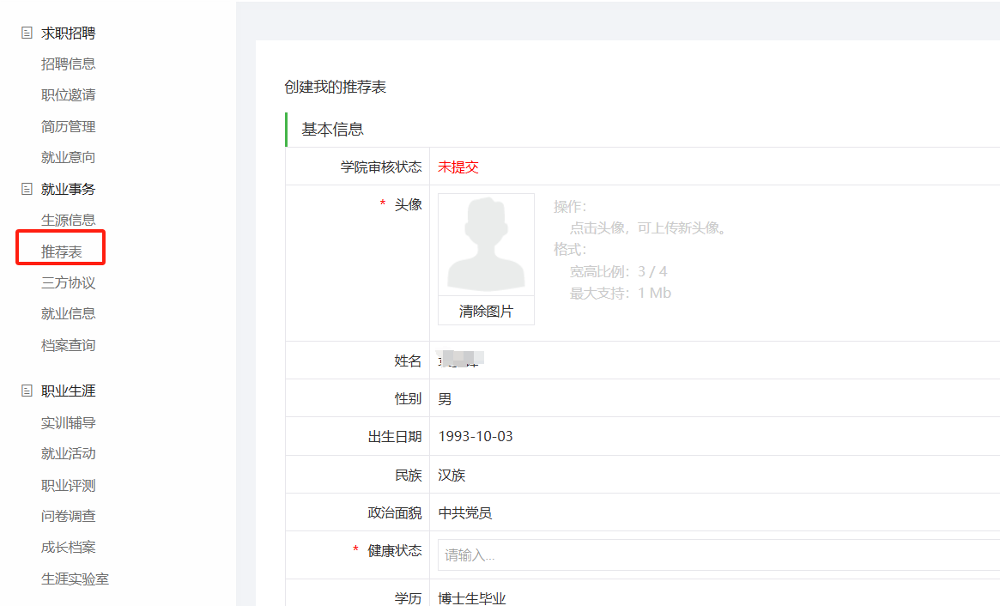 求职招聘
招聘信息
职位邀请
简历管理
就业意向
就业事务
生源信息
推荐表
三方协议
就业信息
档案查询
职业生涯
实训辅导
就业活动
职业评测
问卷调查
成长档案
生涯实验室
创建我的推荐表
基本信息
学院审核状态 未提交
* 头像
操作：
点击头像，可上传新头像。
格式：
宽高比例：3 / 4
最大支持：1 Mb
清除图片
姓名
性别 男
出生日期 1993-10-03
民族 汉族
政治面貌 中共党员
* 健康状态 请输入...
学历 博士生毕业